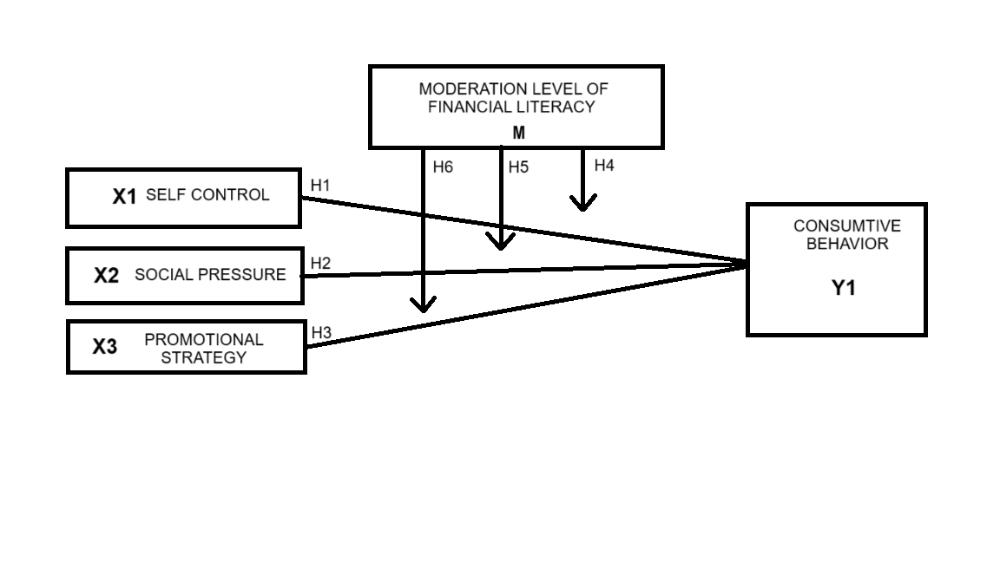 MODERATION LEVEL OF
FINANCIAL LITERACY
M
H6
H5
H4
X1 SELF CONTROL
H1
X2 SOCIAL PRESSURE
H2
X3 PROMOTIONAL
STRATEGY
H3
CONSUMTIVE
BEHAVIOR
Y1